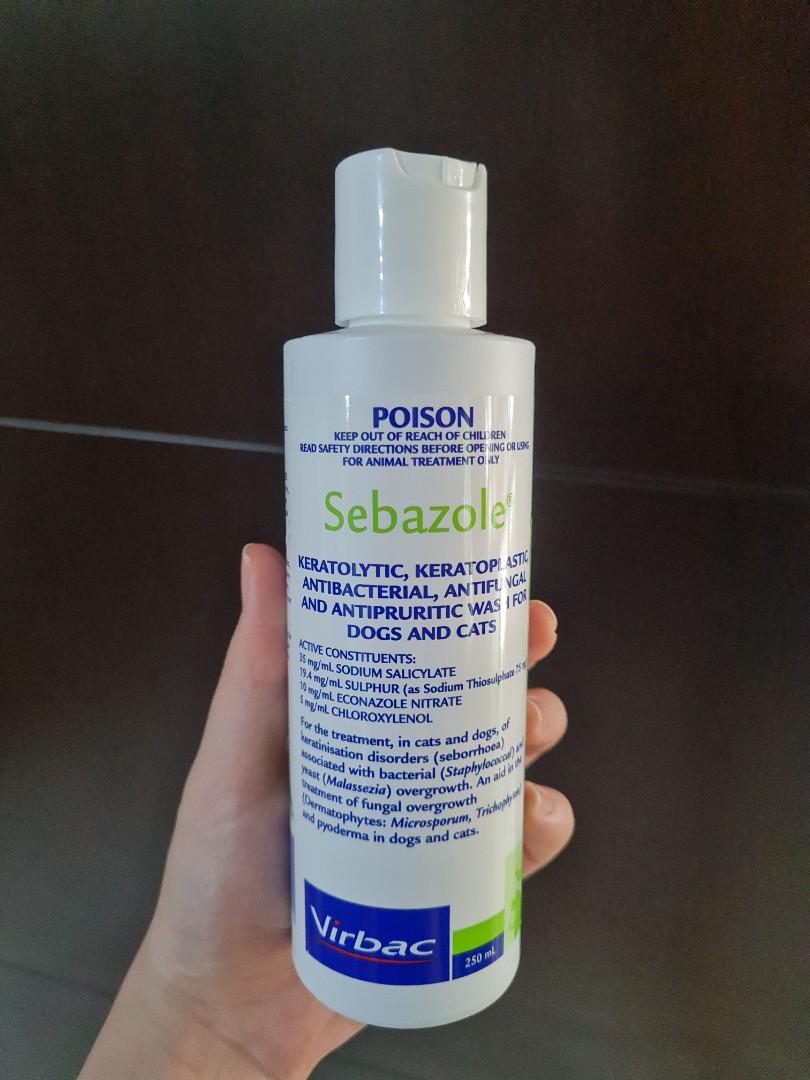 POISON
KEEP OUT OF REACH OF CHILDREN
READ SAFETY DIRECTIONS BEFORE OPENING OR USING
FOR ANIMAL TREATMENT ONLY
Sebazole®
KERATOLYTIC, KERATOPLASTIC
ANTIBACTERIAL, ANTIFUNGAL
AND ANTIPRURITIC WASH FOR
DOGS AND CATS
ACTIVE CONSTITUENTS:
35 mg/mL SODIUM SALICYLATE
19.4 mg/mL SULPHUR (as Sodium Thiosulphate 75
10 mg/mL ECONAZOLE NITRATE
5 mg/mL CHLOROXYLENOL
For the treatment, in cats and dogs, of
keratinisation disorders (seborrhoea)
associated with bacterial (Staphylococcal) and
yeast (Malassezia) overgrowth. An aid in the
treatment of fungal overgrowth
(Dermatophytes: Microsporum, Trichophyton)
and pyoderma in dogs and cats.
Virbac
250 mL